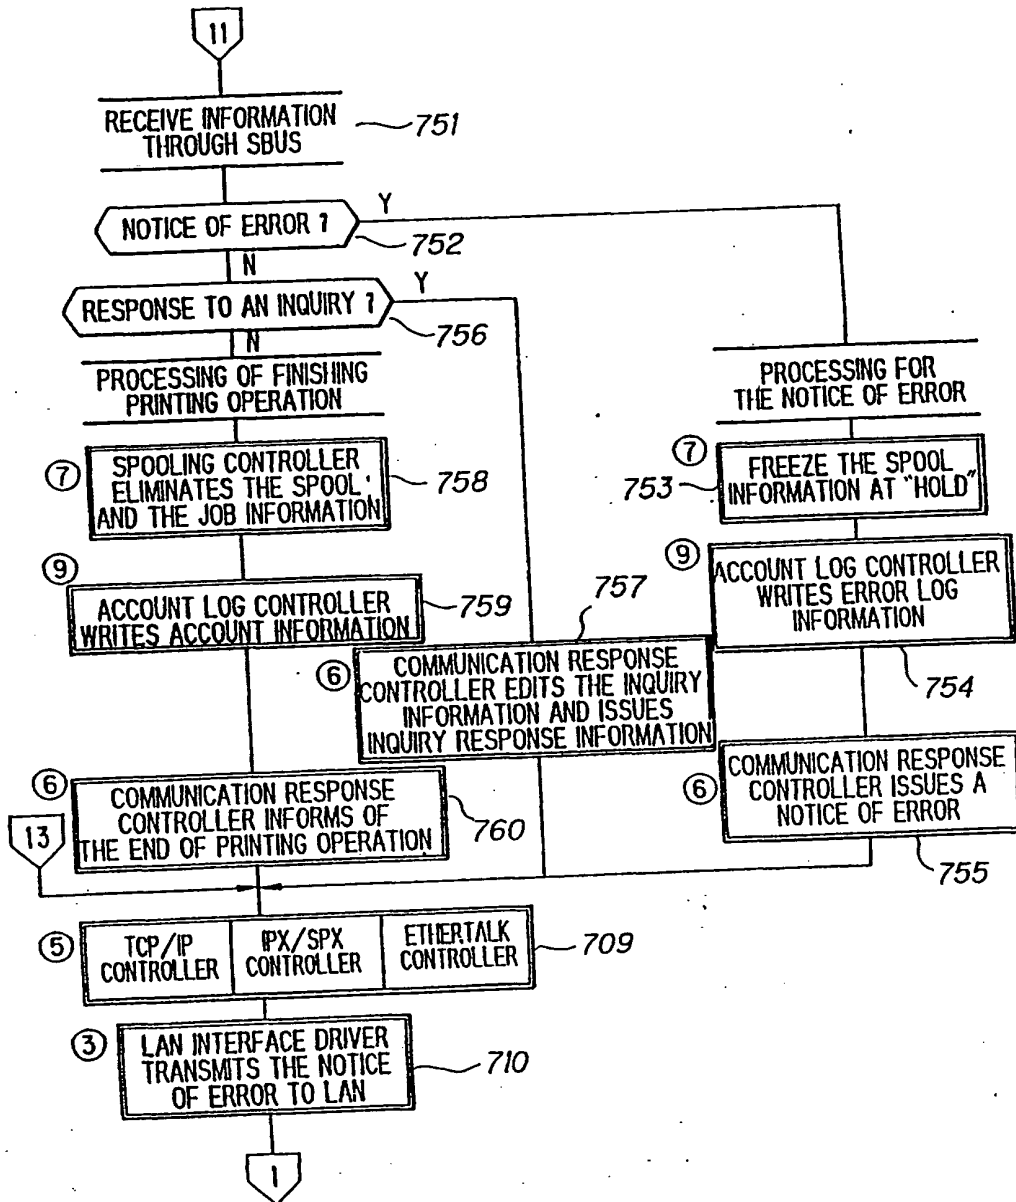 11
RECEIVE INFORMATION
THROUGH SBUS
751
NOTICE OF ERROR ?
Y
752
N
RESPONSE TO AN INQUIRY ?
Y
756
N
PROCESSING OF FINISHING
PRINTING OPERATION
PROCESSING FOR
THE NOTICE OF ERROR
⑦
SPOOLING CONTROLLER
ELIMINATES THE SPOOL
AND THE JOB INFORMATION
758
⑦
753
FREEZE THE SPOOL
INFORMATION AT "HOLD"
⑨
ACCOUNT LOG CONTROLLER
WRITES ACCOUNT INFORMATION
759
⑨
ACCOUNT LOG CONTROLLER
WRITES ERROR LOG
INFORMATION
754
757
⑥
COMMUNICATION RESPONSE
CONTROLLER EDITS THE INQUIRY
INFORMATION AND ISSUES
INQUIRY RESPONSE INFORMATION
⑥
COMMUNICATION RESPONSE
CONTROLLER ISSUES A
NOTICE OF ERROR
755
⑥
COMMUNICATION RESPONSE
CONTROLLER INFORMS OF
THE END OF PRINTING OPERATION
760
13
⑤
TCP/IP
CONTROLLER
IPX/SPX
CONTROLLER
ETHERTALK
CONTROLLER
709
③
LAN INTERFACE DRIVER
TRANSMITS THE NOTICE
OF ERROR TO LAN
710
1